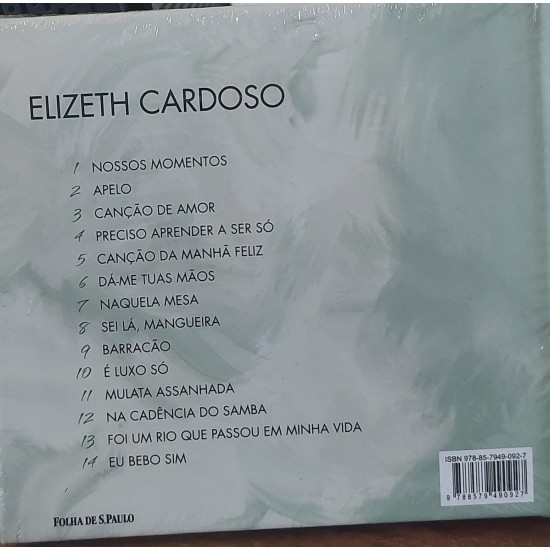 ELIZETH CARDOSO
1 NOSSOS MOMENTOS
2 APELO
3 CANÇÃO DE AMOR
4 PRECISO APRENDER A SER SÓ
5 CANÇÃO DA MANHÃ FELIZ
6 DÁ-ME TUAS MÃOS
7 NAQUELA MESA
8 SEI LÁ, MANGUEIRA
9 BARRACÃO
10 É LUXO SÓ
11 MULATA ASSANHADA
12 NA CADÊNCIA DO SAMBA
13 FOI UM RIO QUE PASSOU EM MINHA VIDA
14 EU BEBO SIM
ISBN 978-85-7949-092-7
9 788579 490927
FOLHA DE S.PAULO